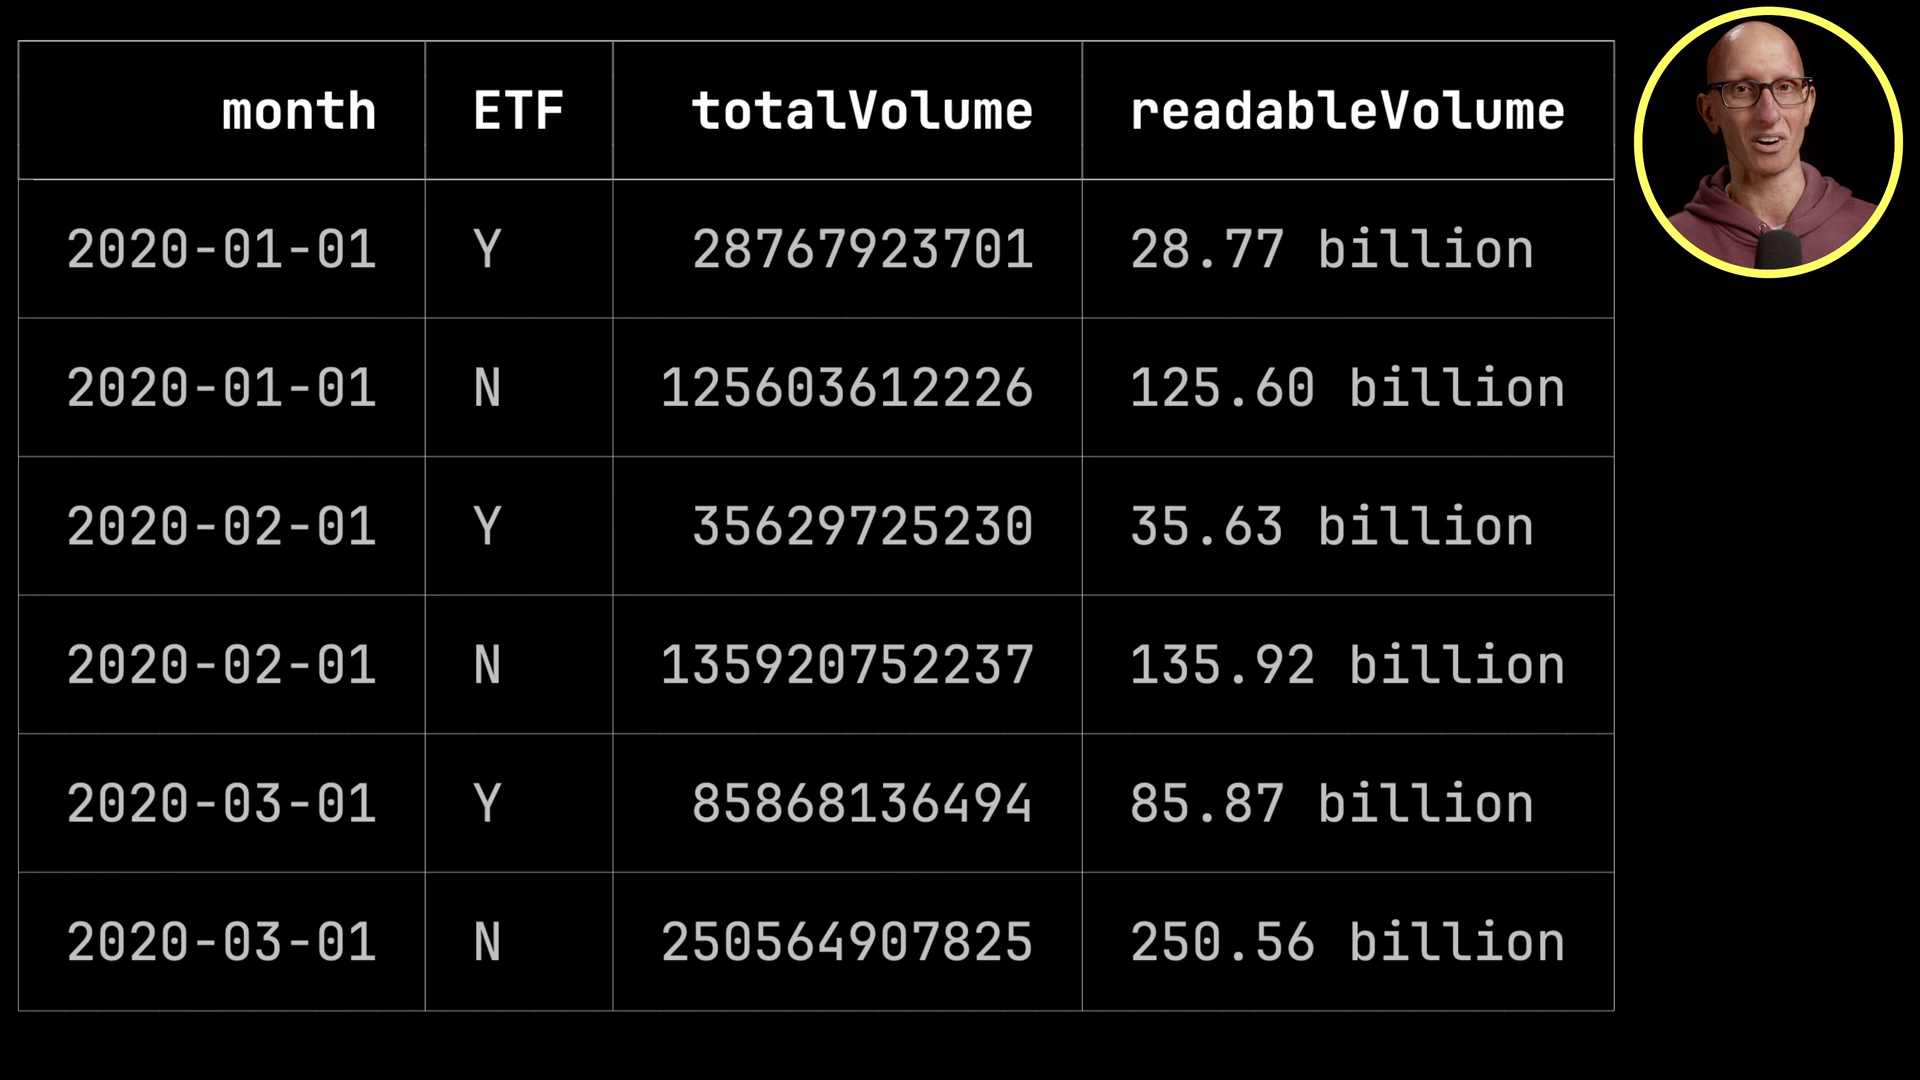 month ETF totalVolume readableVolume
2020-01-01 Y 28767923701 28.77 billion
2020-01-01 N 125603612226 125.60 billion
2020-02-01 Y 35629725230 35.63 billion
2020-02-01 N 135920752237 135.92 billion
2020-03-01 Y 85868136494 85.87 billion
2020-03-01 N 250564907825 250.56 billion